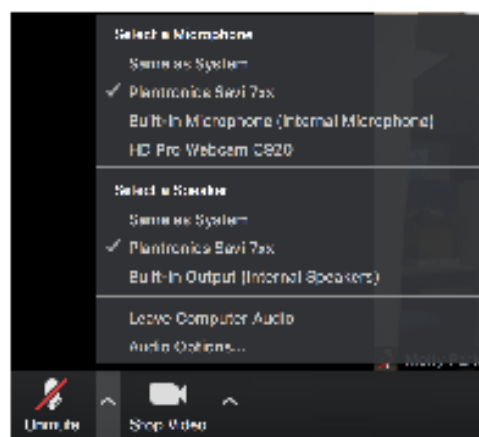 Select a Microphone
Same as System
Plantronics Savi 7xx
Built-in Microphone (Internal Microphone)
HD Pro Webcam C920
Select a Speaker
Same as System
Plantronics Savi 7xx
Built-in Output (Internal Speakers)
Leave Computer Audio
Audio Options...
Molly Park
Unmute
Stop Video